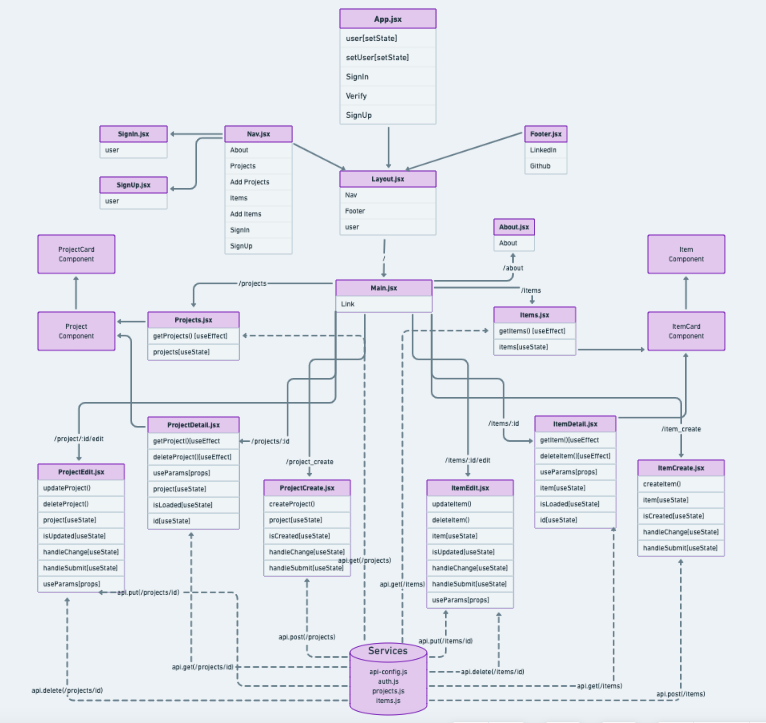 App.jsx
user[setState]
setUser[setState]
SignIn
Verify
SignUp
SignIn.jsx
user
SignUp.jsx
user
Nav.jsx
About
Projects
Add Projects
Items
Add Items
SignIn
SignUp
Footer.jsx
LinkedIn
Github
Layout.jsx
Nav
Footer
user
About.jsx
About
/
/about
ProjectCard
Component
Item
Component
/projects
Main.jsx
Link
/items
Project
Component
Projects.jsx
getProjects() [useEffect]
projects[useState]
Items.jsx
getItems() [useEffect]
items[useState]
ItemCard
Component
/project/:id/edit
ProjectDetail.jsx
getProject()[useEffect
deleteProject()[useEffect
useParams[props]
project[useState]
isLoaded[useState]
id[useState]
/projects/:id
/project_create
/items/:id
/items/:id/edit
ItemDetail.jsx
getItem()[useEffect
deleteItem()[useEffect
useParams[props]
item[useState]
isLoaded[useState]
id[useState]
/item_create
ProjectEdit.jsx
updateProject()
deleteProject()
project[useState]
isUpdated[useState]
handleChange[useState]
handleSubmit[useState]
useParams[props]
ProjectCreate.jsx
createProject()
project[useState]
isCreated[useState]
handleChange[useState]
handleSubmit[useState]
ItemEdit.jsx
updateItem()
deleteItem()
item[useState]
isUpdated[useState]
handleChange[useState]
handleSubmit[useState]
useParams[props]
ItemCreate.jsx
createItem()
item[useState]
isCreated[useState]
handleChange[useState]
handleSubmit[useState]
api.get(/projects)
api.get(/items)
api.put(/projects/id)
api.post(/projects)
api.put(/items/id)
api.get(/projects/id)
api.delete(/items/id)
api.delete(/projects/id)
api.get(/items)
api.post(/items)
Services
api-config.js
auth.js
projects.js
items.js